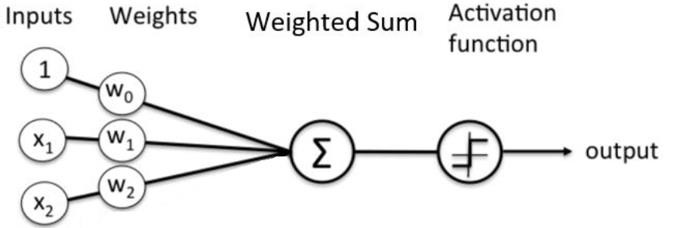 Inputs
Weights
Weighted Sum
Activation
function
1
w₀
x₁
w₁
x₂
w₂
Σ
output